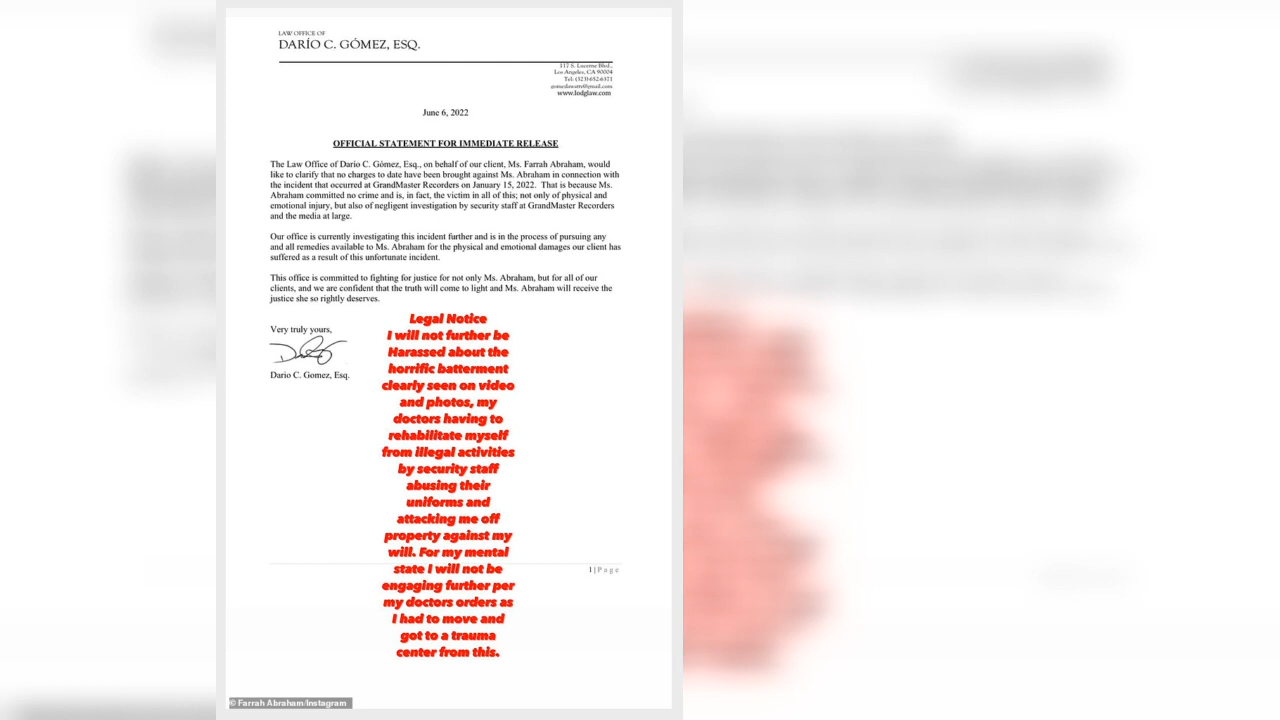 LAW OFFICE OF
DARÍO C. GÓMEZ, ESQ.
117 S. Lucerne Blvd.,
Los Angeles, CA 90004
Tel: (323) 652-6371
gomezlawatty@gmail.com
www.lodglaw.com
June 6, 2022
OFFICIAL STATEMENT FOR IMMEDIATE RELEASE
The Law Office of Darío C. Gómez, Esq., on behalf of our client, Ms. Farrah Abraham, would
like to clarify that no charges to date have been brought against Ms. Abraham in connection with
the incident that occurred at GrandMaster Recorders on January 15, 2022. That is because Ms.
Abraham committed no crime and is, in fact, the victim in all of this; not only of physical and
emotional injury, but also of negligent investigation by security staff at GrandMaster Recorders
and the media at large.
Our office is currently investigating this incident further and is in the process of pursuing any
and all remedies available to Ms. Abraham for the physical and emotional damages our client has
suffered as a result of this unfortunate incident.
This office is committed to fighting for justice for not only Ms. Abraham, but for all of our
clients, and we are confident that the truth will come to light and Ms. Abraham will receive the
justice she so rightly deserves.
Very truly yours,
Dario C. Gomez, Esq.
Legal Notice
I will not further be
Harassed about the
horrific batterment
clearly seen on video
and photos, my
doctors having to
rehabilitate myself
from illegal activities
by security staff
abusing their
uniforms and
attacking me off
property against my
will. For my mental
state I will not be
engaging further per
my doctors orders as
I had to move and
got to a trauma
center from this.
1 | P a g e
© Farrah Abraham/Instagram